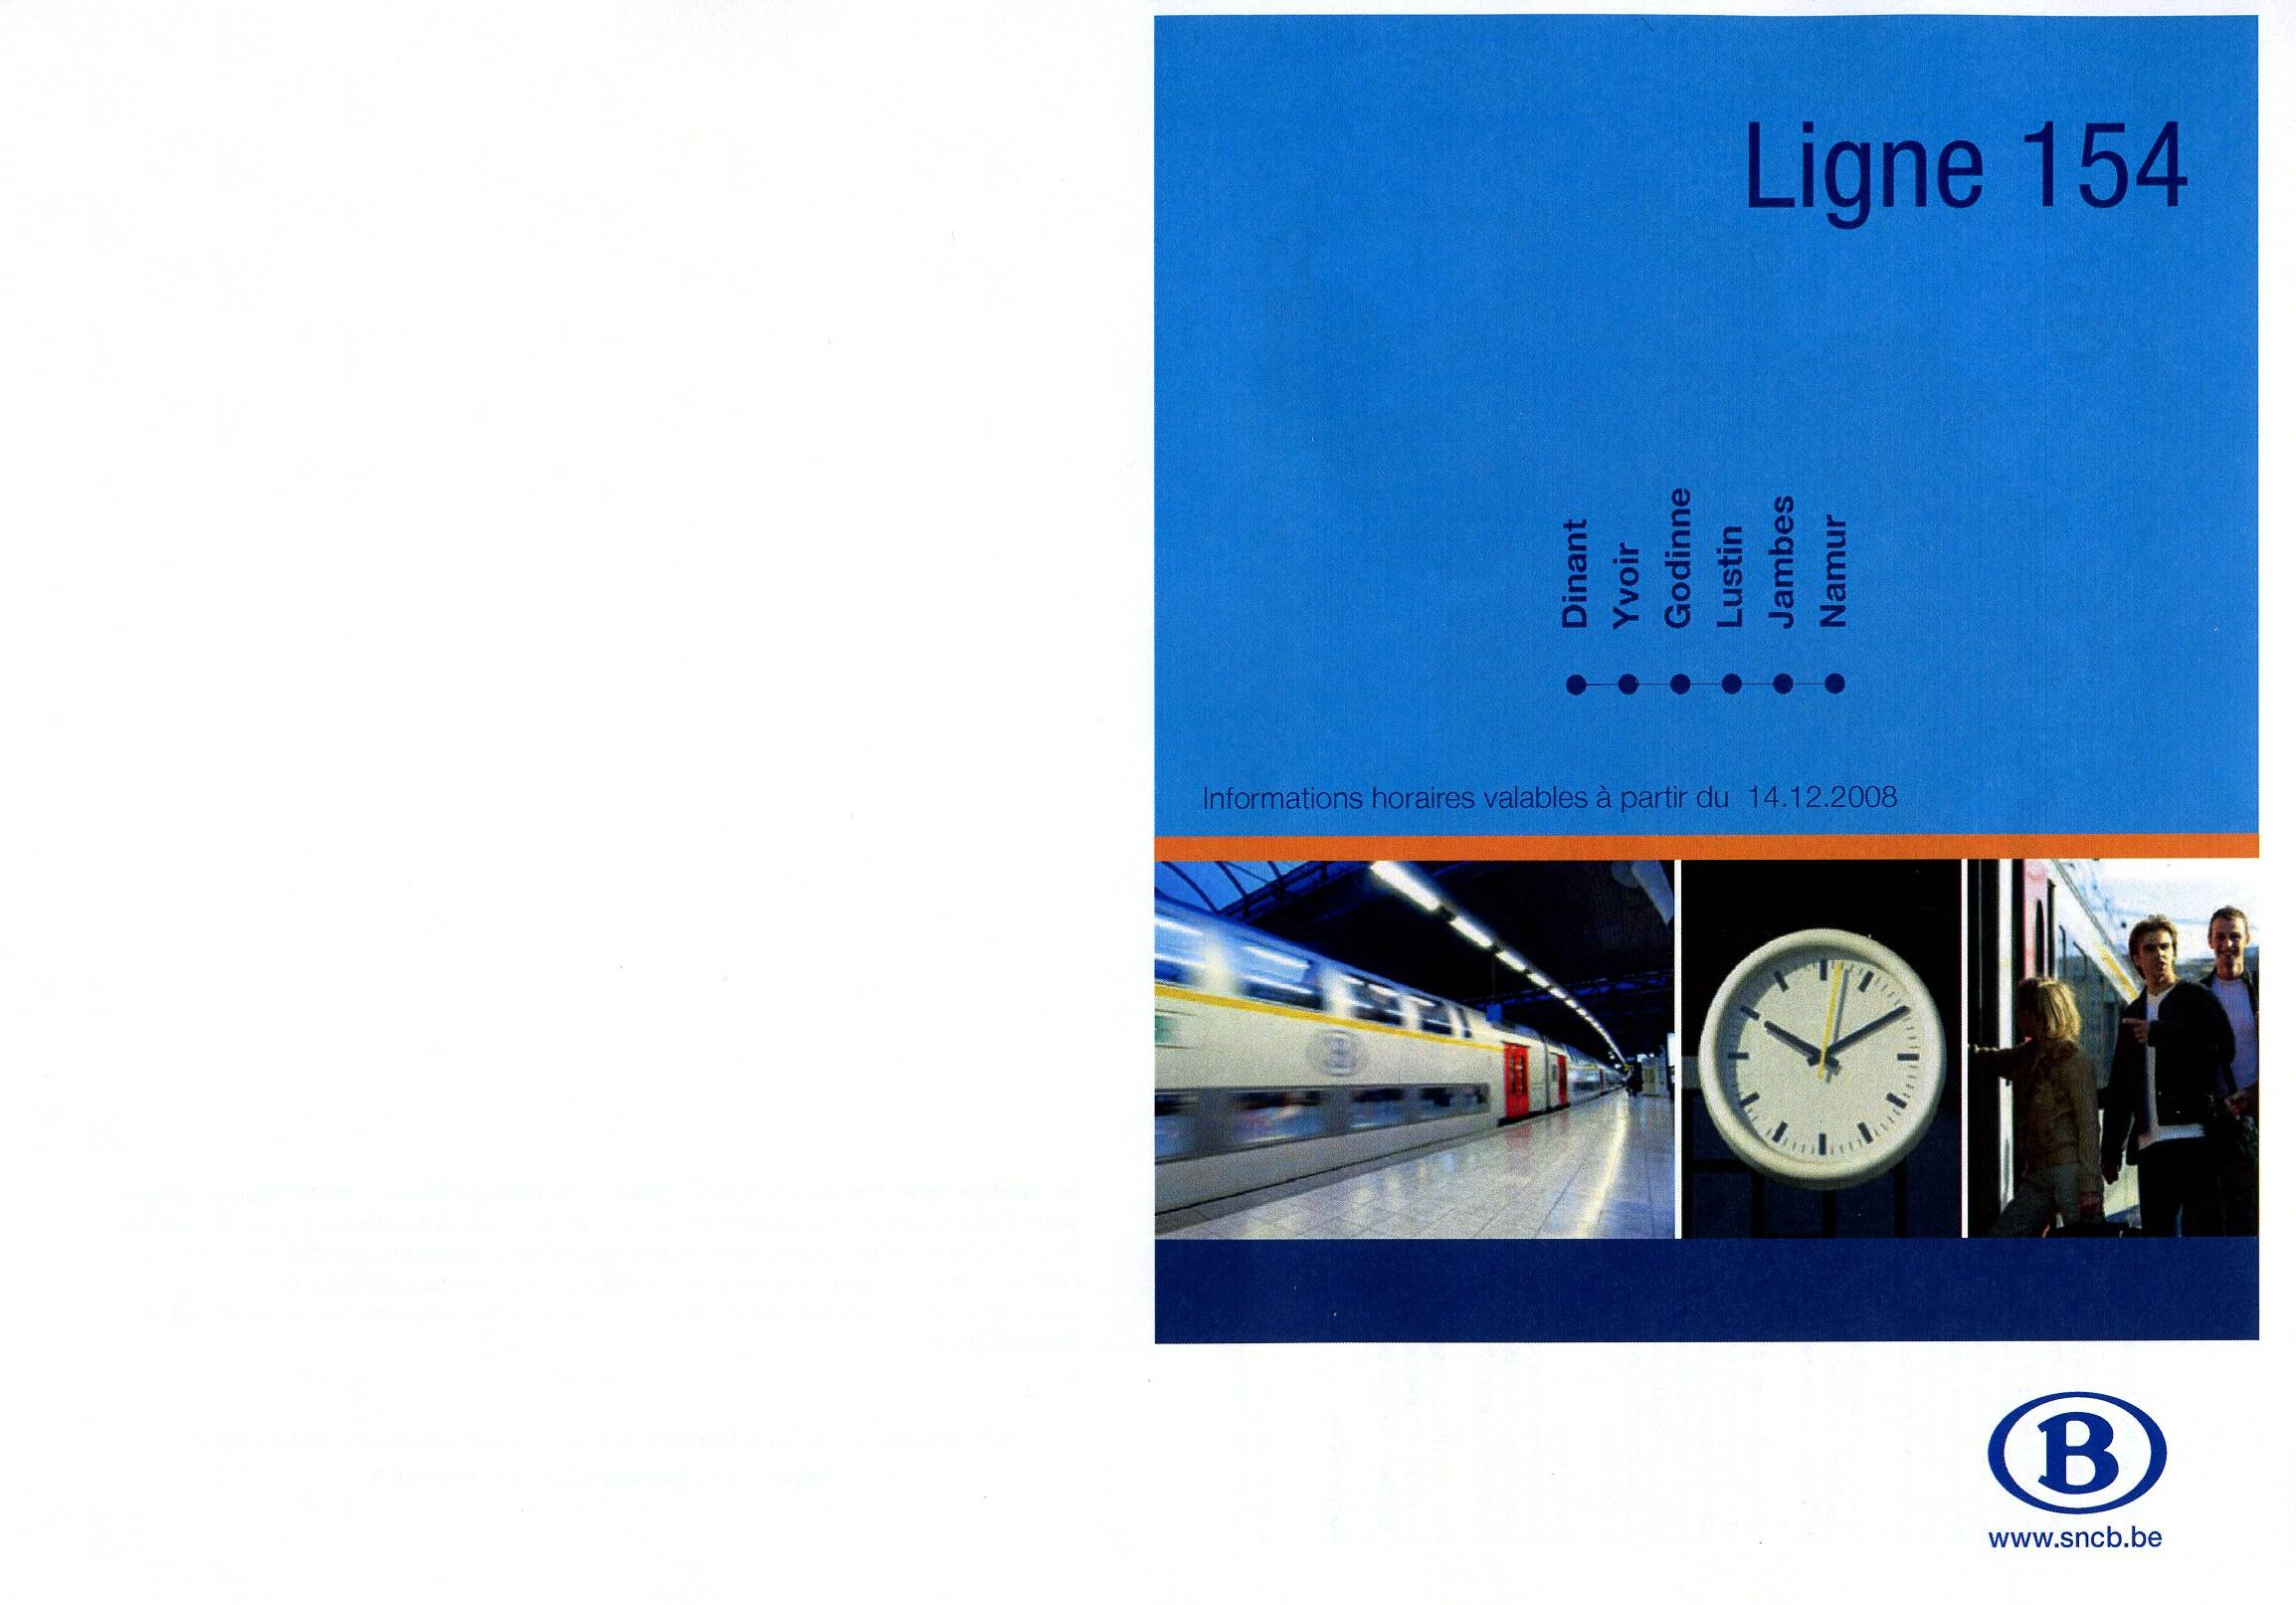 Ligne 154
Dinant
Yvoir
Godinne
Lustin
Jambes
Namur
Informations horaires valables à partir du 14.12.2008
B
www.sncb.be